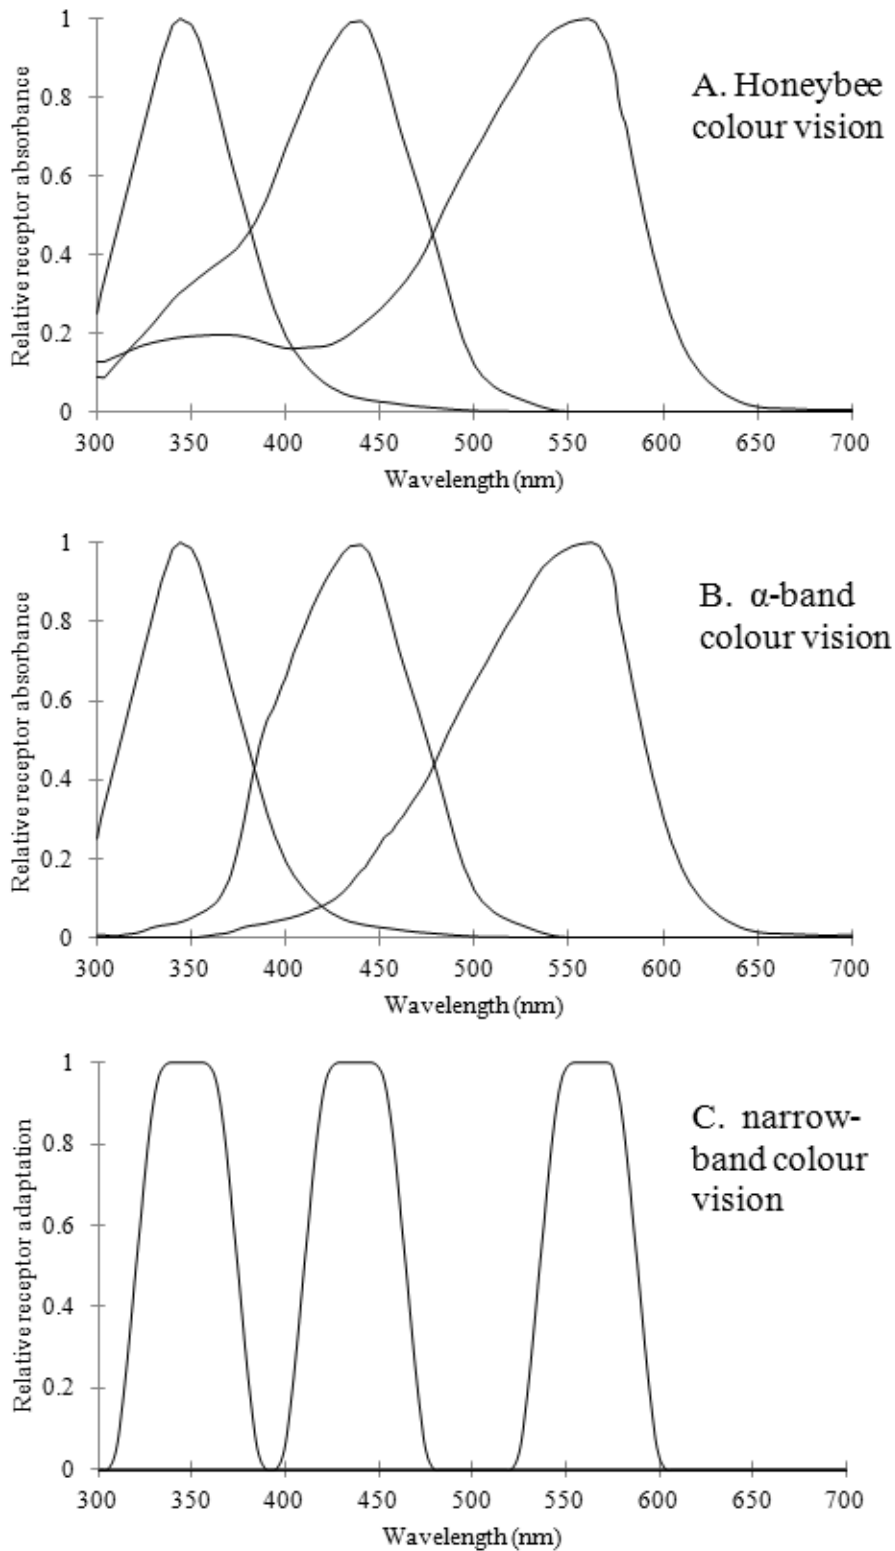 Relative receptor absorbance
1
0.8
0.6
0.4
0.2
0
A. Honeybee
colour vision
300 350 400 450 500 550 600 650 700
Wavelength (nm)
Relative receptor absorbance
1
0.8
0.6
0.4
0.2
0
B. α-band
colour vision
300 350 400 450 500 550 600 650 700
Wavelength (nm)
Relative receptor adaptation
1
0.8
0.6
0.4
0.2
0
C. narrow-
band colour
vision
300 350 400 450 500 550 600 650 700
Wavelength (nm)